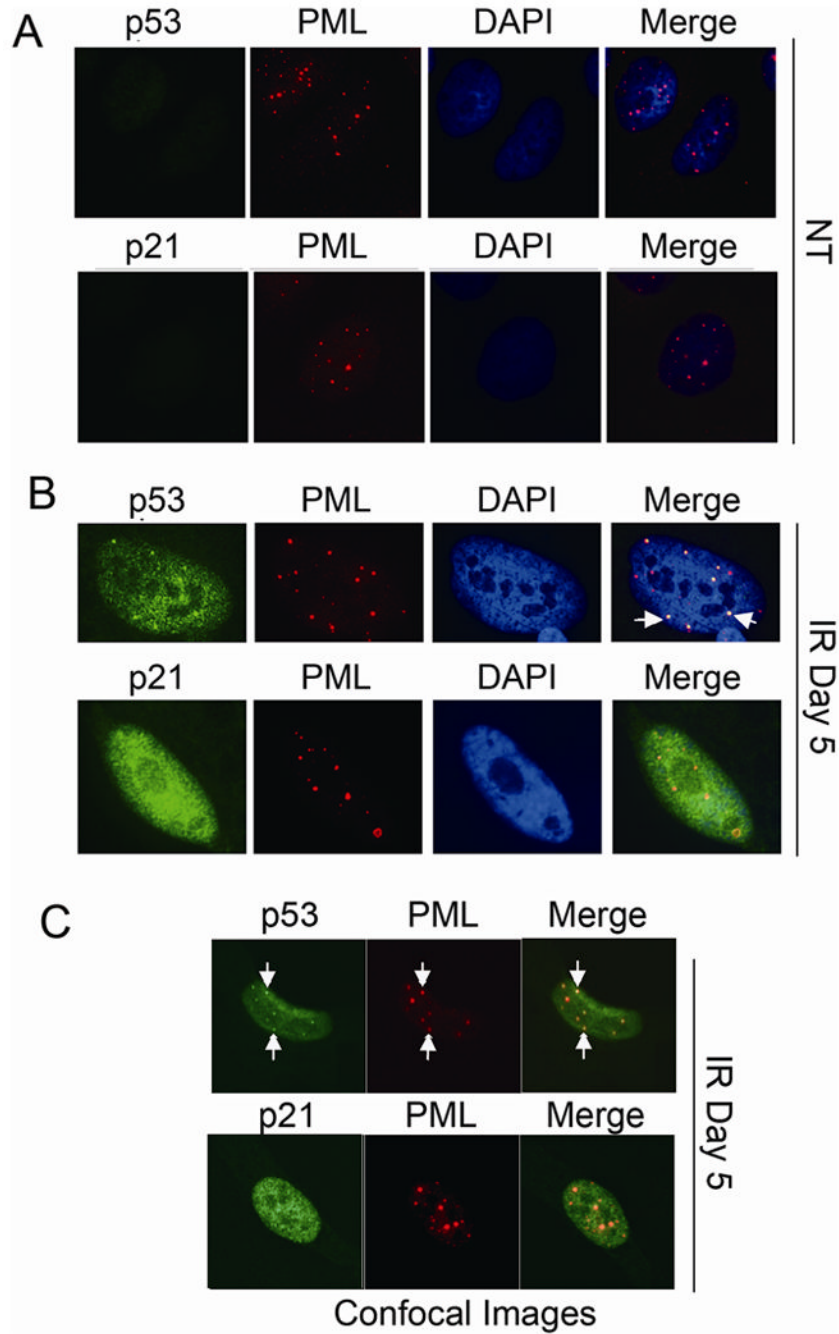 A
p53 PML DAPI Merge
p21 PML DAPI Merge
NT
B
p53 PML DAPI Merge
p21 PML DAPI Merge
IR Day 5
C
p53 PML Merge
p21 PML Merge
IR Day 5
Confocal Images